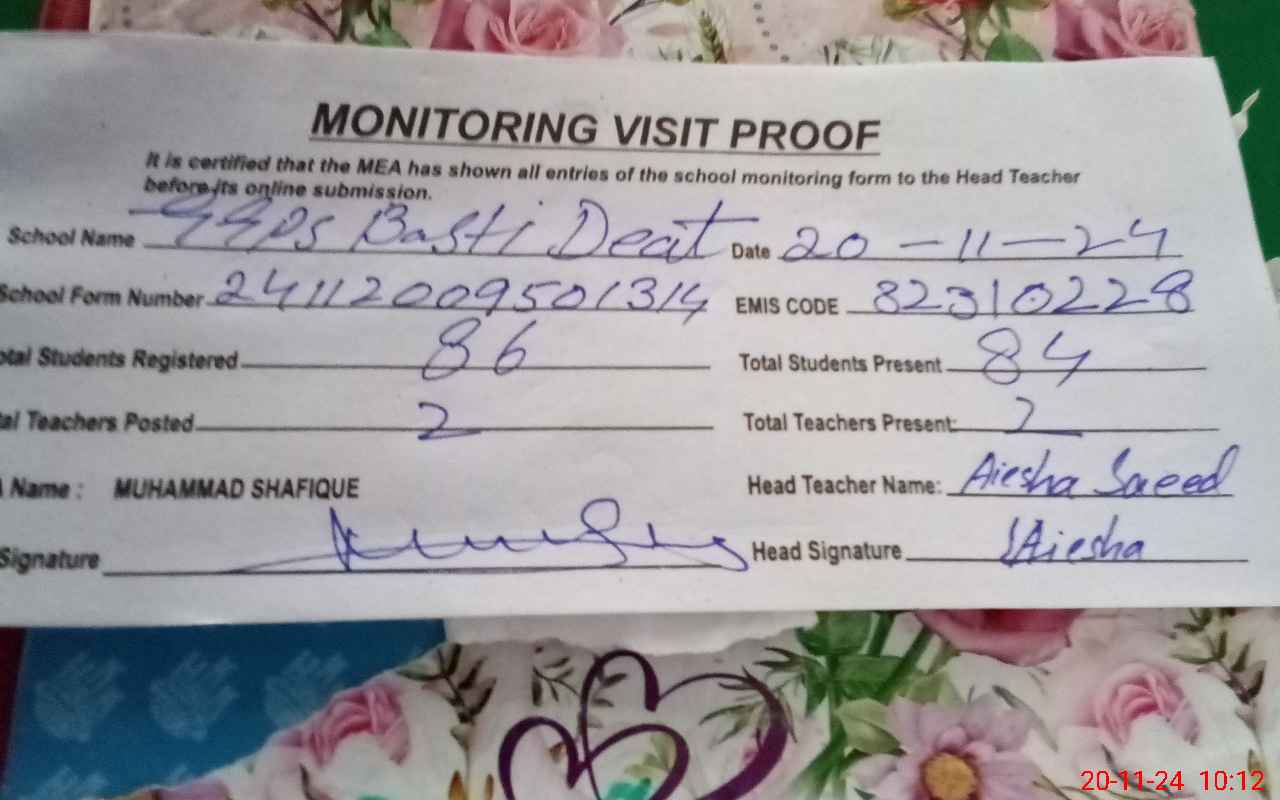 MONITORING VISIT PROOF
It is certified that the MEA has shown all entries of the school monitoring form to the Head Teacher
before its online submission.
School Name GGPS Basti Deat Date 20-11-24
School Form Number 241120009501314 EMIS CODE 82310228
otal Students Registered 86 Total Students Present 84
tal Teachers Posted 2 Total Teachers Present: 2
Name: MUHAMMAD SHAFIQUE Head Teacher Name: Aiesha Saeed
Signature Head Signature Aiesha
20-11-24 10:12